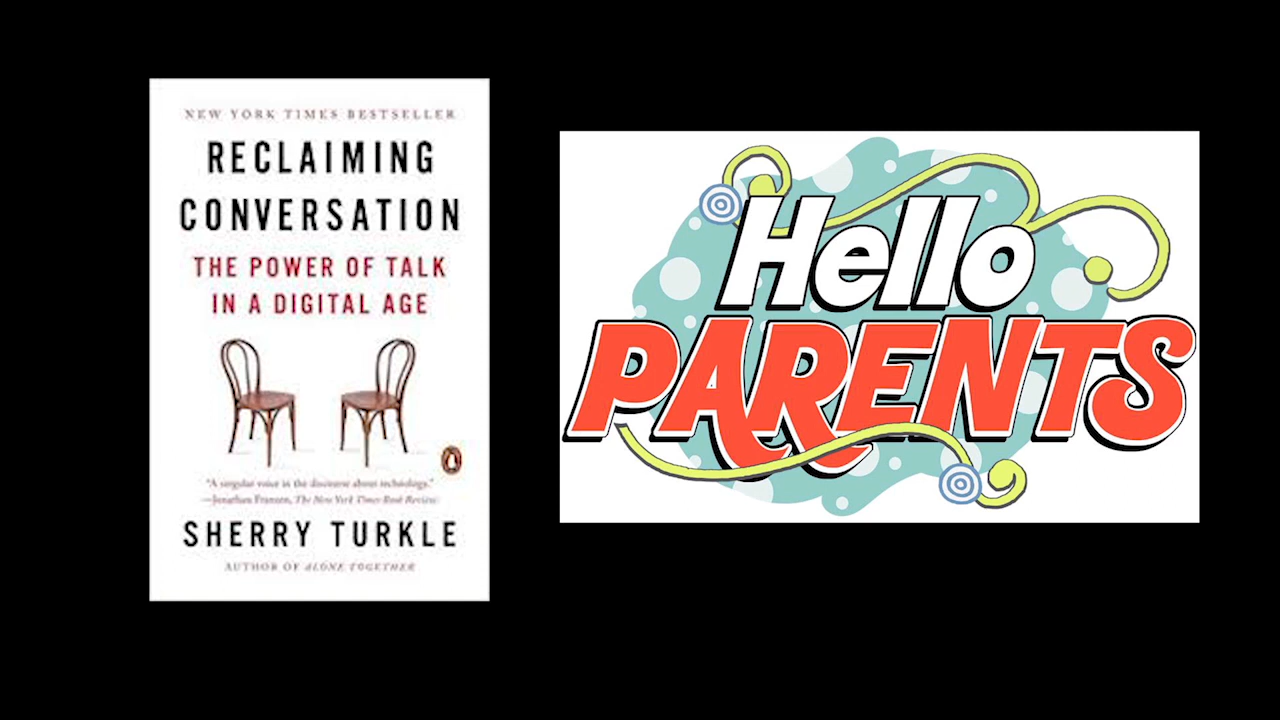 NEW YORK TIMES BESTSELLER
RECLAIMING
CONVERSATION
THE POWER OF TALK
IN A DIGITAL AGE
"A singular voice in the discourse about technology."
—Jonathan Franzen, The New York Times Book Review
SHERRY TURKLE
AUTHOR OF ALONE TOGETHER
Hello
PARENTS